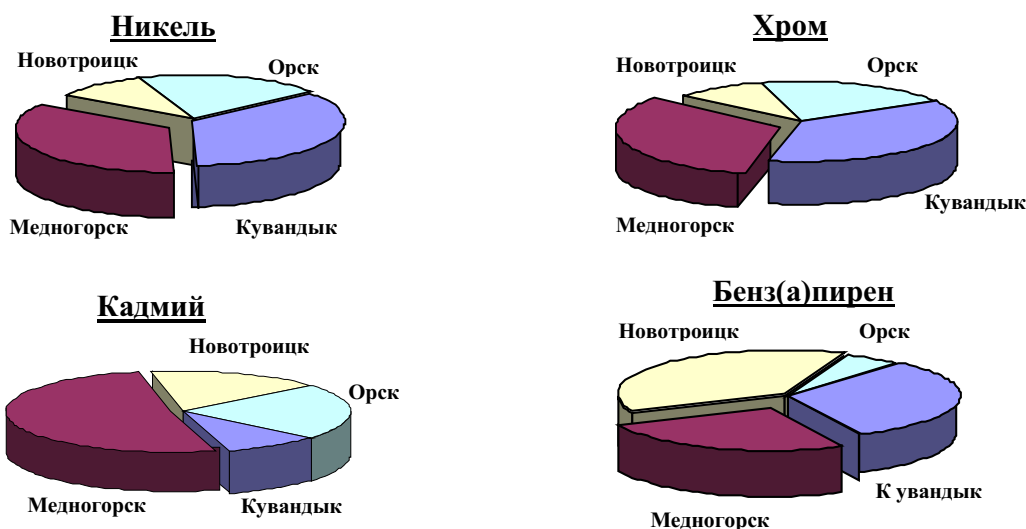 Никель
Новотроицк
Орск
Медногорск
Кувандык
Хром
Новотроицк
Орск
Кувандык
Медногорск
Кадмий
Новотроицк
Орск
Медногорск
Кувандык
Бенз(а)пирен
Новотроицк
Орск
К увандык
Медногорск